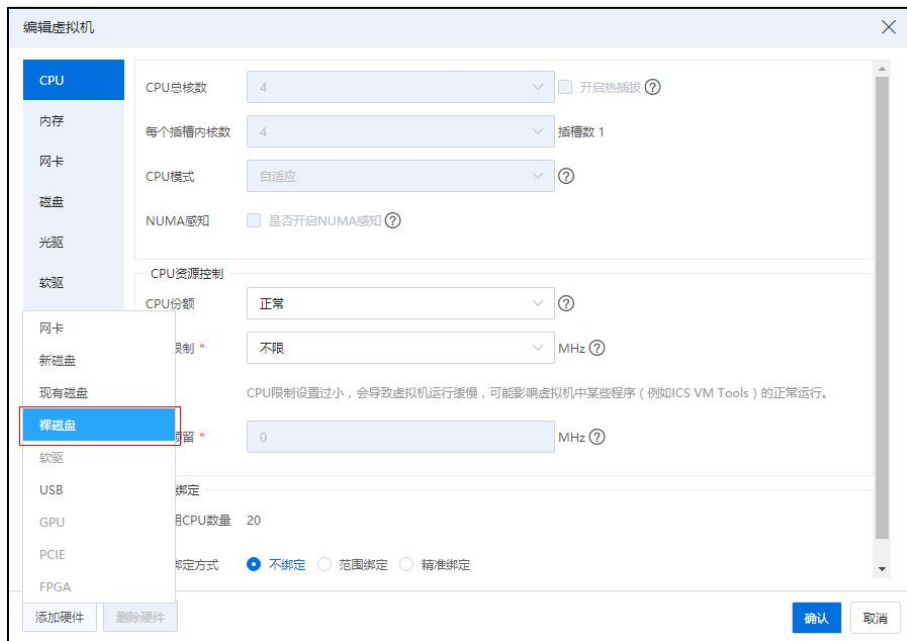 编辑虚拟机
CPU
内存
网卡
磁盘
光驱
软驱
CPU总核数 4 开启热插拔 ?
每个插槽内核数 4 插槽数 1
CPU模式 自适应 ?
NUMA感知 是否开启NUMA感知 ?
CPU资源控制
CPU份额 正常 ?
限制 * 不限 MHz ?
CPU限制设置过小，会导致虚拟机运行缓慢，可能影响虚拟机中某些程序（例如ICS VM Tools）的正常运行。
留 * 0 MHz ?
绑定
CPU数量 20
绑定方式 不绑定 范围绑定 精准绑定
网卡
新磁盘
现有磁盘
裸磁盘
软驱
USB
GPU
PCIE
FPGA
添加硬件 删除硬件 确认 取消